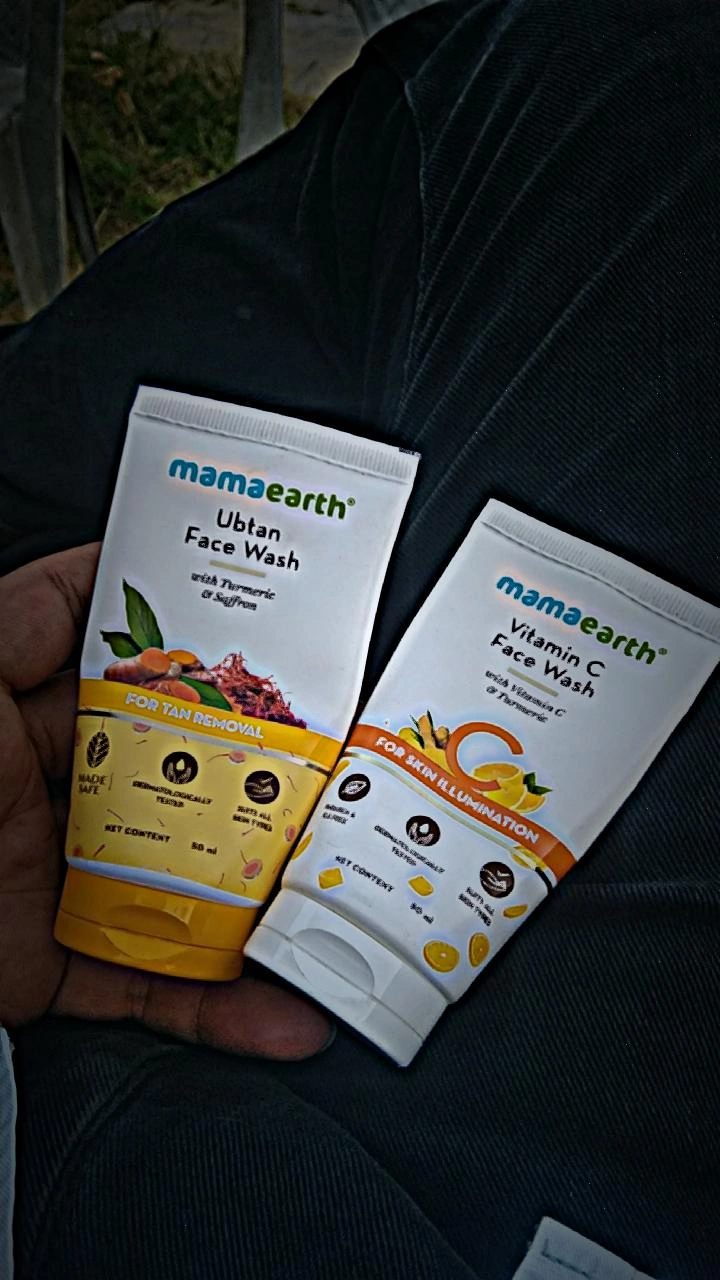 mamaearth®
Ubtan
Face Wash
with Turmeric
& Saffron
FOR TAN REMOVAL
MADE
SAFE
DERMATOLOGICALLY
TESTED
SUITS ALL
SKIN TYPES
NET CONTENT 50 ml
mamaearth®
Vitamin C
Face Wash
with Vitamin C
& Turmeric
C
FOR SKIN ILLUMINATION
DERMATOLOGICALLY
TESTED
SUITS ALL
SKIN TYPES
NET CONTENT 50 ml